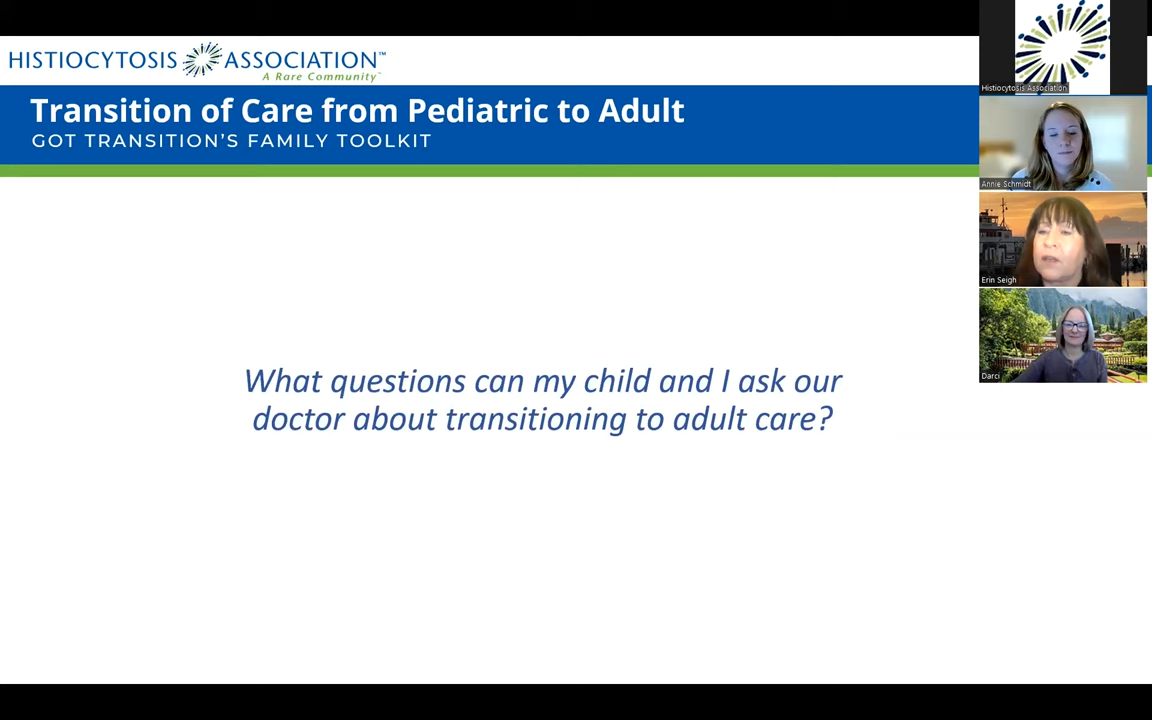 HISTIOCYTOSIS ASSOCIATION™
A Rare Community™
Transition of Care from Pediatric to Adult
GOT TRANSITION'S FAMILY TOOLKIT
What questions can my child and I ask our
doctor about transitioning to adult care?
Histiocytosis Association
Annie Schmidt
Erin Seigh
Darci